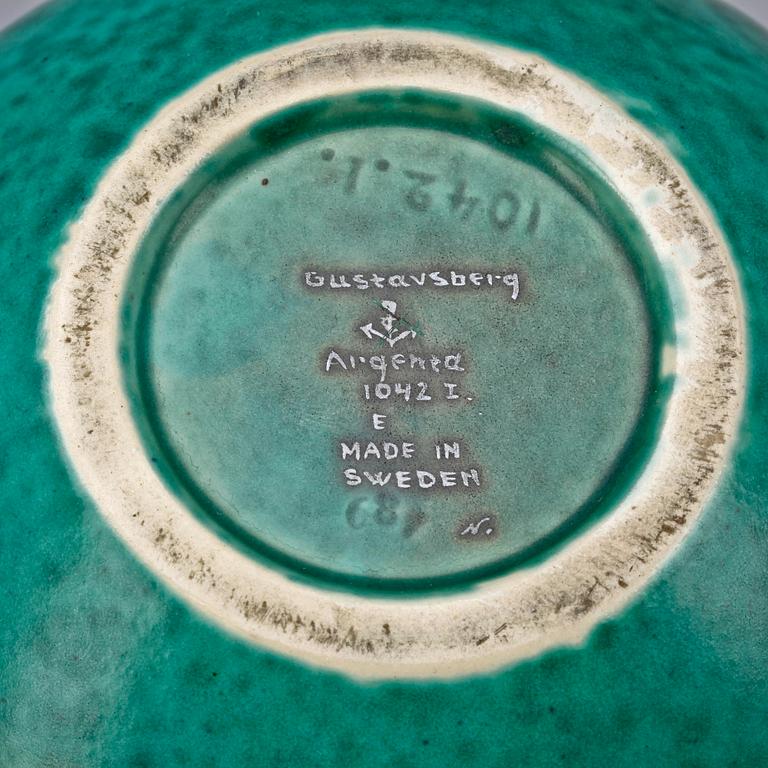 1042.I.
Gustavsberg
Argenta
1042 I.
E
MADE IN
SWEDEN
N.